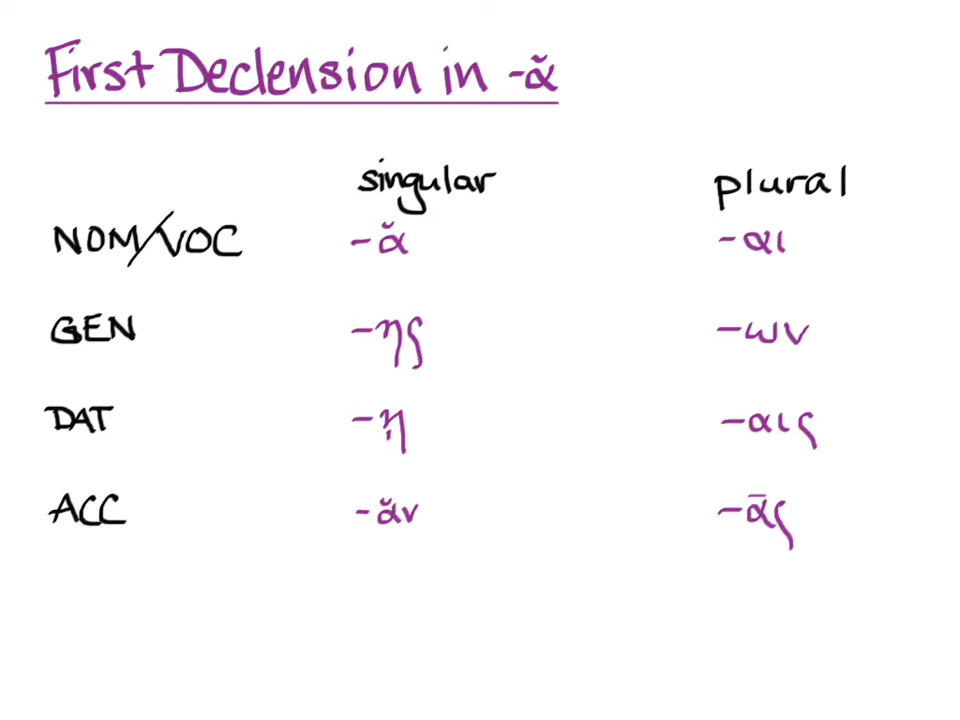 First Declension in -ᾰ
singular plural
NOM/VOC -ᾰ -αι
GEN -ης -ων
DAT -ῃ -αις
ACC -ᾰν -ᾱς